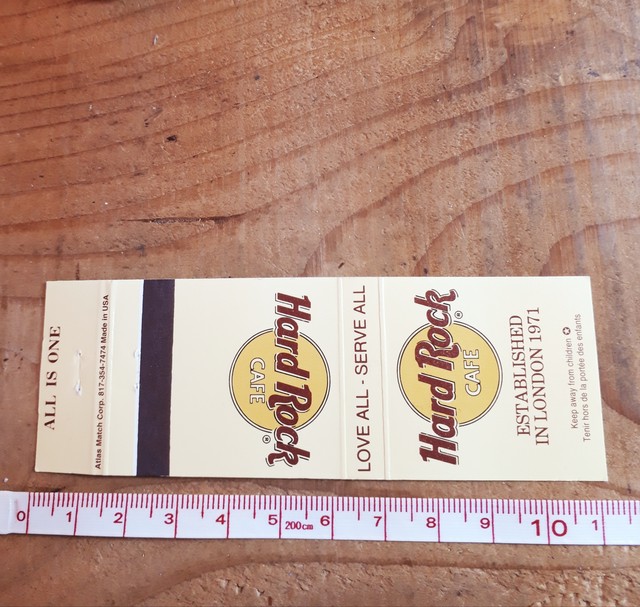 ALL IS ONE
Atlas Match Corp. 817-354-7474 Made in USA
Hard Rock
CAFE
®
LOVE ALL - SERVE ALL
Hard Rock
CAFE
®
ESTABLISHED
IN LONDON 1971
Keep away from children
Tenir hors de la portée des enfants
0 1 2 3 4 5 200cm 6 7 8 9 10 1